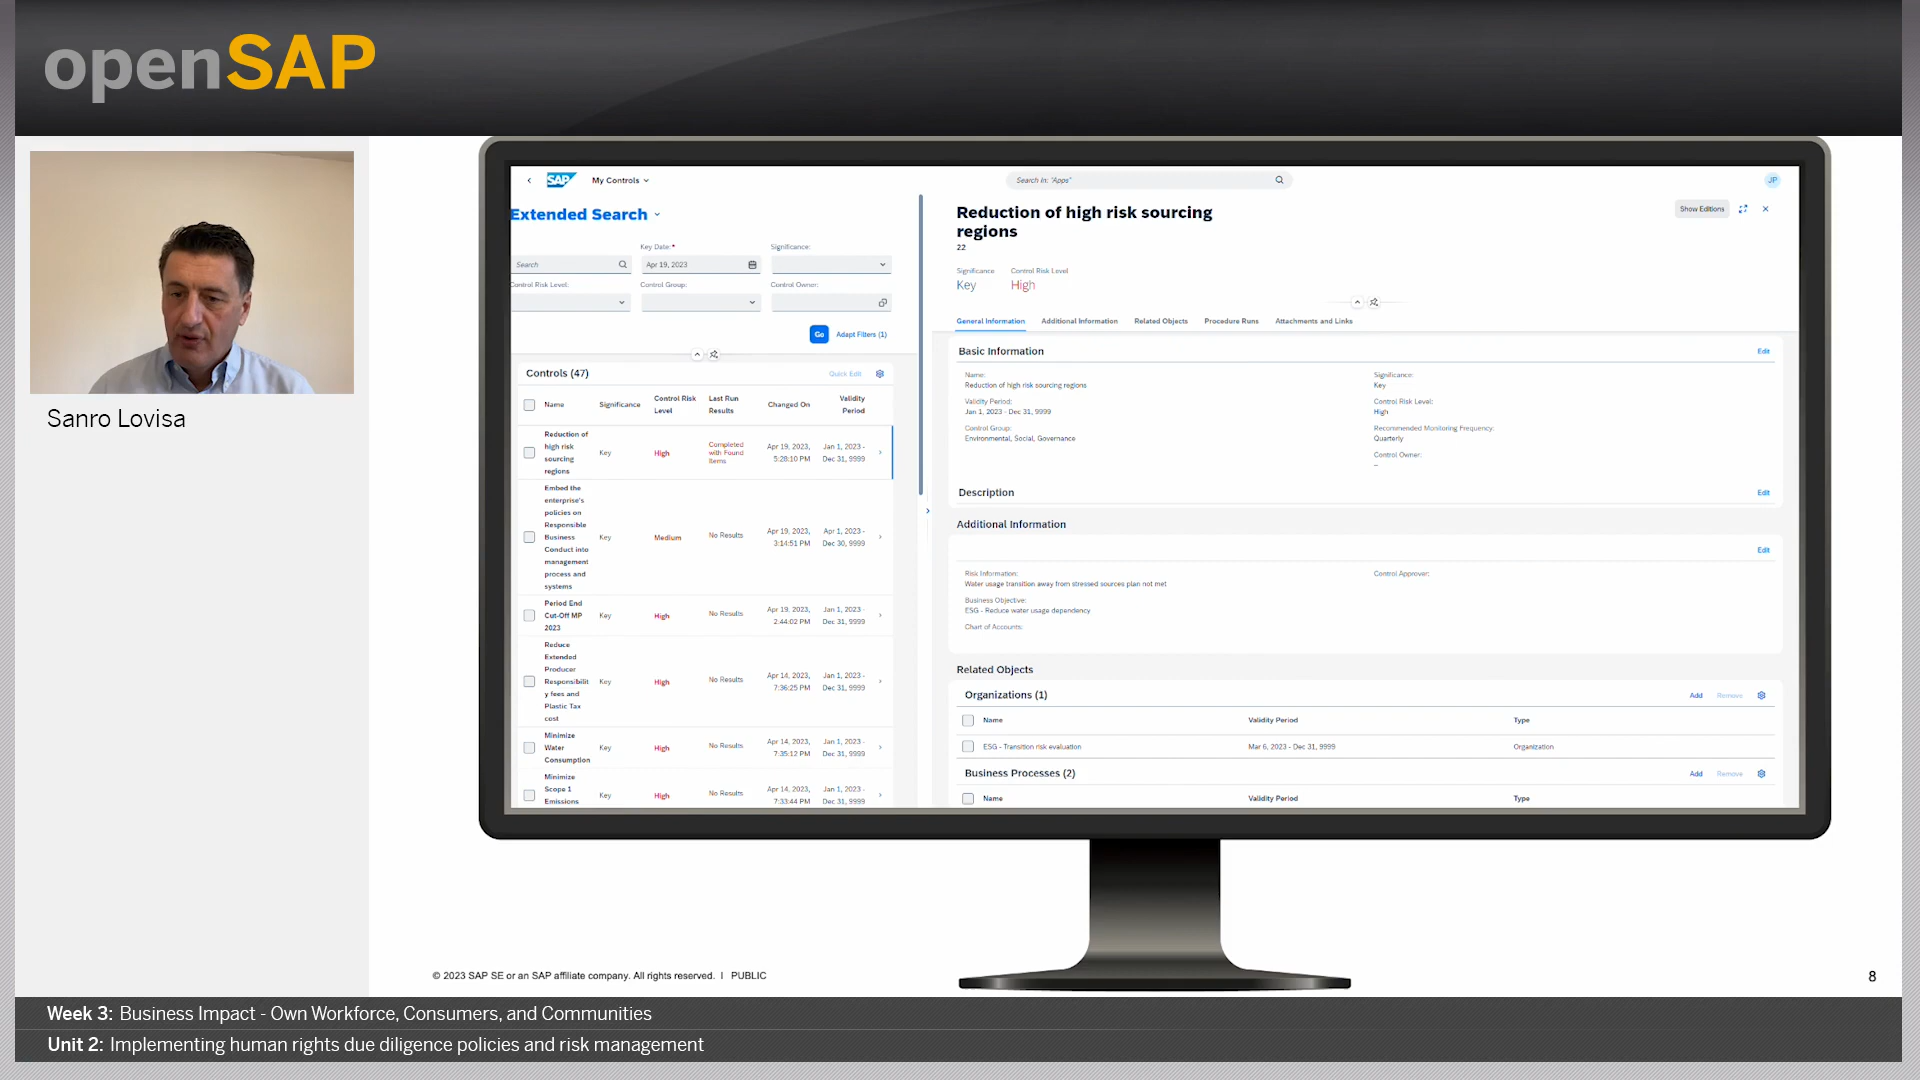 openSAP
Sanro Lovisa
SAP My Controls
Search In: "Apps"
JP
Extended Search
Key Date:*
Significance:
Search
Apr 19, 2023
Control Risk Level:
Control Group:
Control Owner:
Go
Adapt Filters (1)
Controls (47)
Quick Edit
Name
Significance
Control Risk
Level
Last Run
Results
Changed On
Validity
Period
Reduction of
high risk
sourcing
regions
Key
High
Completed
with Found
Items
Apr 19, 2023,
5:28:10 PM
Jan 1, 2023 -
Dec 31, 9999
Embed the
enterprise's
policies on
Responsible
Business
Conduct into
management
process and
systems
Key
Medium
No Results
Apr 19, 2023,
3:14:51 PM
Apr 1, 2023 -
Dec 30, 9999
Period End
Cut-Off MP
2023
Key
High
No Results
Apr 19, 2023,
2:44:02 PM
Jan 1, 2023 -
Dec 31, 9999
Reduce
Extended
Producer
Responsibilit
y fees and
Plastic Tax
cost
Key
High
No Results
Apr 14, 2023,
7:36:25 PM
Jan 1, 2023 -
Dec 31, 9999
Minimize
Water
Consumption
Key
High
No Results
Apr 14, 2023,
7:35:12 PM
Jan 1, 2023 -
Dec 31, 9999
Minimize
Scope 1
Emissions
Key
High
No Results
Apr 14, 2023,
7:33:44 PM
Jan 1, 2023 -
Dec 31, 9999
Reduction of high risk sourcing
regions
22
Show Editions
Significance
Key
Control Risk Level
High
General Information
Additional Information
Related Objects
Procedure Runs
Attachments and Links
Basic Information
Edit
Name:
Reduction of high risk sourcing regions
Validity Period:
Jan 1, 2023 - Dec 31, 9999
Control Group:
Environmental, Social, Governance
Significance:
Key
Control Risk Level:
High
Recommended Monitoring Frequency:
Quarterly
Control Owner:
–
Description
Edit
Additional Information
Edit
Risk Information:
Water usage transition away from stressed sources plan not met
Business Objective:
ESG - Reduce water usage dependency
Chart of Accounts:
Control Approver:
Related Objects
Organizations (1)
Add
Remove
Name
Validity Period
Type
ESG - Transition risk evaluation
Mar 6, 2023 - Dec 31, 9999
Organization
Business Processes (2)
Add
Remove
Name
Validity Period
Type
© 2023 SAP SE or an SAP affiliate company. All rights reserved. I PUBLIC
8
Week 3: Business Impact - Own Workforce, Consumers, and Communities
Unit 2: Implementing human rights due diligence policies and risk management